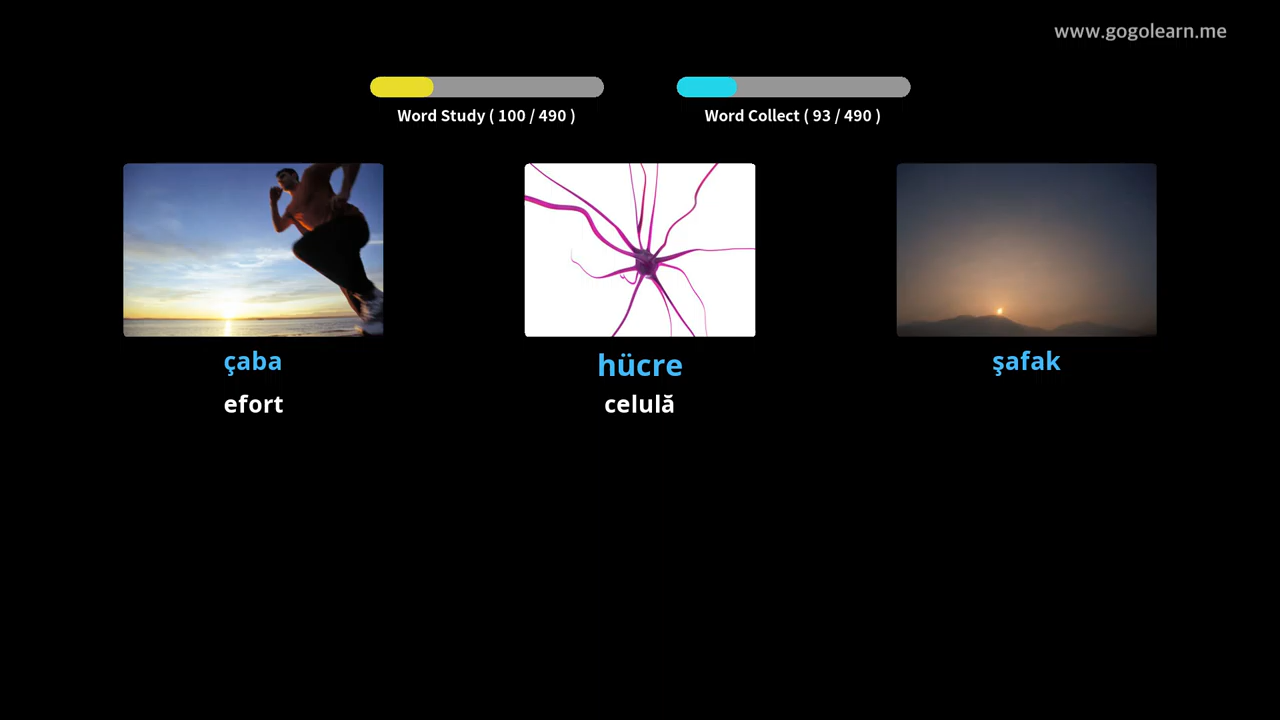 www.gogolearn.me
Word Study ( 100 / 490 )
Word Collect ( 93 / 490 )
çaba
hücre
şafak
efort
celulă